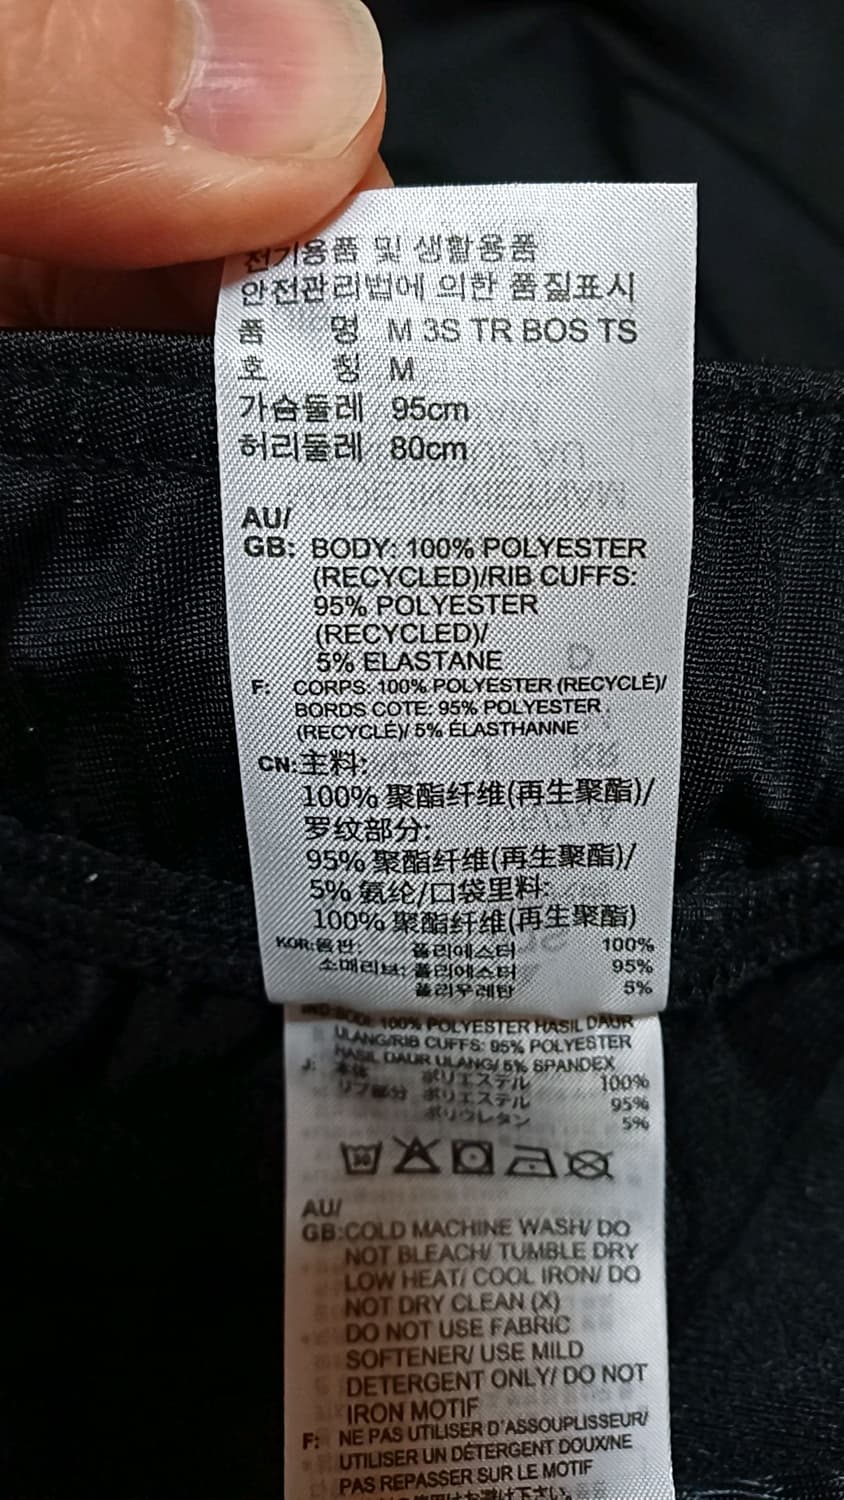 전기용품 및 생활용품
안전관리법에 의한 품질표시
품 명 M 3S TR BOS TS
호 칭 M
가슴둘레 95cm
허리둘레 80cm
AU/
GB: BODY: 100% POLYESTER
(RECYCLED)/RIB CUFFS:
95% POLYESTER
(RECYCLED)/
5% ELASTANE
F: CORPS: 100% POLYESTER (RECYCLÉ)/
BORDS COTE: 95% POLYESTER
(RECYCLÉ)/ 5% ÉLASTHANNE
CN:主料:
100% 聚酯纤维(再生聚酯)/
罗纹部分:
95% 聚酯纤维(再生聚酯)/
5% 氨纶/口袋里料:
100% 聚酯纤维(再生聚酯)
KOR:몸판: 폴리에스터 100%
소매리브: 폴리에스터 95%
폴리우레탄 5%
IND:BODI: 100% POLYESTER HASIL DAUR
ULANG/RIB CUFFS: 95% POLYESTER
HASIL DAUR ULANG/ 5% SPANDEX
J: 本体 ポリエステル 100%
リブ部分 ポリエステル 95%
ポリウレタン 5%
30
AU/
GB:COLD MACHINE WASH/ DO
NOT BLEACH/ TUMBLE DRY
LOW HEAT/ COOL IRON/ DO
NOT DRY CLEAN (X)
DO NOT USE FABRIC
SOFTENER/ USE MILD
DETERGENT ONLY/ DO NOT
IRON MOTIF
F: NE PAS UTILISER D'ASSOUPLISSEUR/
UTILISER UN DÉTERGENT DOUX/NE
PAS REPASSER SUR LE MOTIF